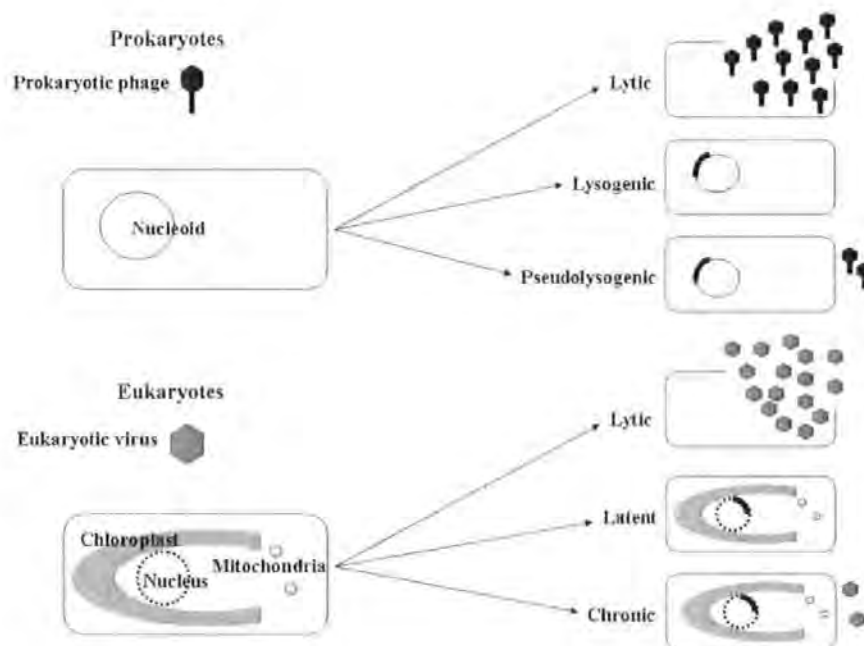 Prokaryotes
Prokaryotic phage
Nucleoid
Lytic
Lysogenic
Pseudolysogenic
Eukaryotes
Eukaryotic virus
Chloroplast
Nucleus
Mitochondria
Lytic
Latent
Chronic